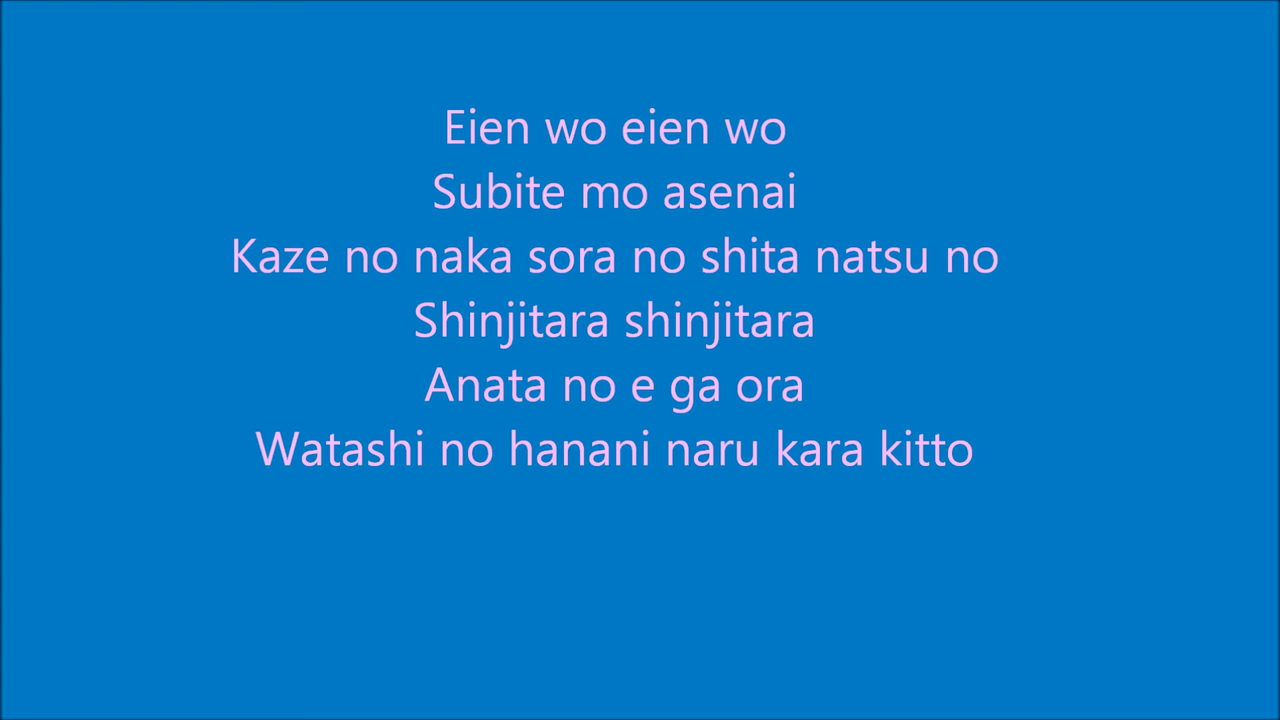 Eien wo eien wo
Subite mo asenai
Kaze no naka sora no shita natsu no
Shinjitara shinjitara
Anata no e ga ora
Watashi no hanani naru kara kitto